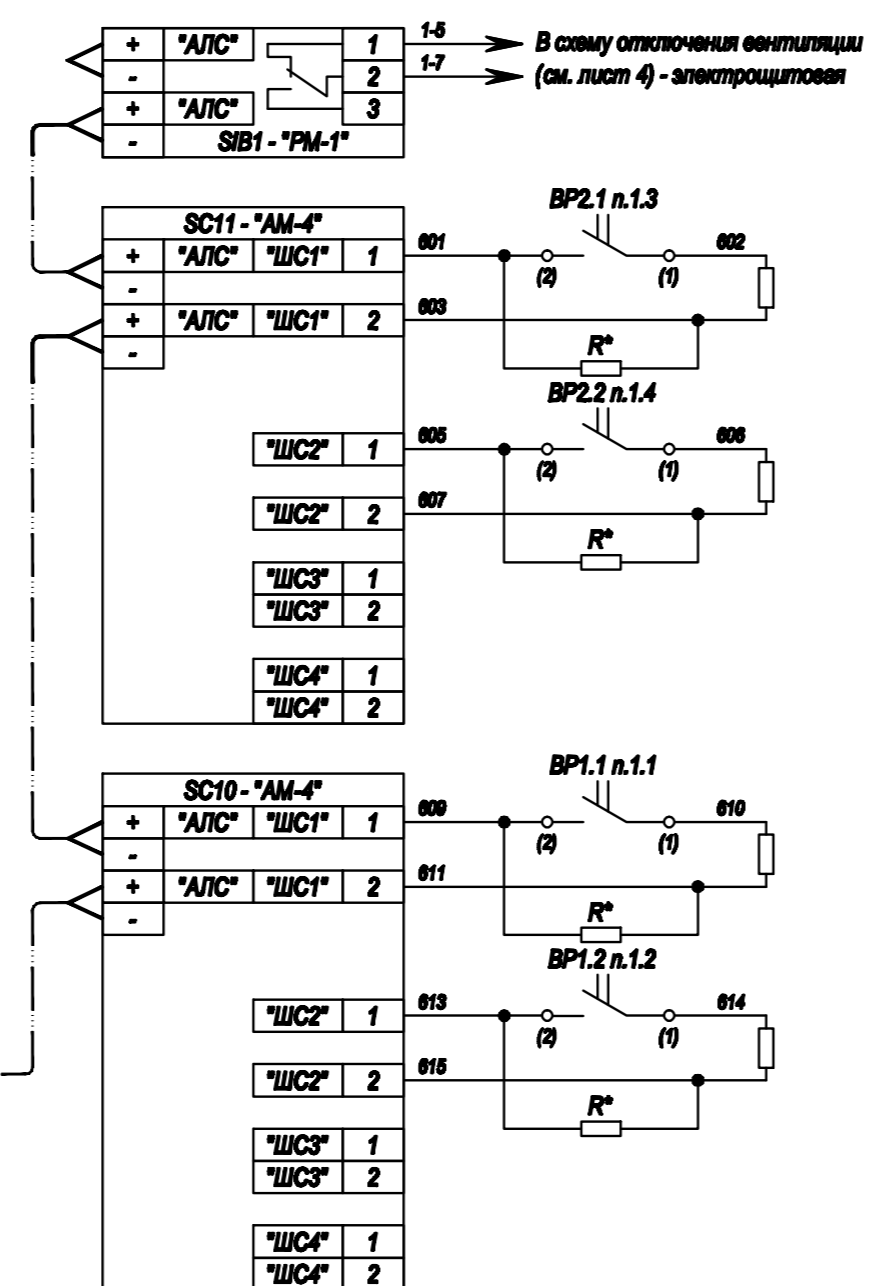 + "АЛС" 1 1-5 В схему отключения вентиляции
- 2 1-7 (см. лист 4) - электрощитовая
+ "АЛС" 3
- SIB1 - "РМ-1"
ВР2.1 п.1.3
SC11 - "АМ-4"
+ "АЛС" "ШС1" 1 601 602
- (2) (1)
+ "АЛС" "ШС1" 2 603
- R*
ВР2.2 п.1.4
"ШС2" 1 605 606
(2) (1)
"ШС2" 2 607
R*
"ШС3" 1
"ШС3" 2
"ШС4" 1
"ШС4" 2
ВР1.1 п.1.1
SC10 - "АМ-4"
+ "АЛС" "ШС1" 1 609 610
- (2) (1)
+ "АЛС" "ШС1" 2 611
- R*
ВР1.2 п.1.2
"ШС2" 1 613 614
(2) (1)
"ШС2" 2 615
R*
"ШС3" 1
"ШС3" 2
"ШС4" 1
"ШС4" 2